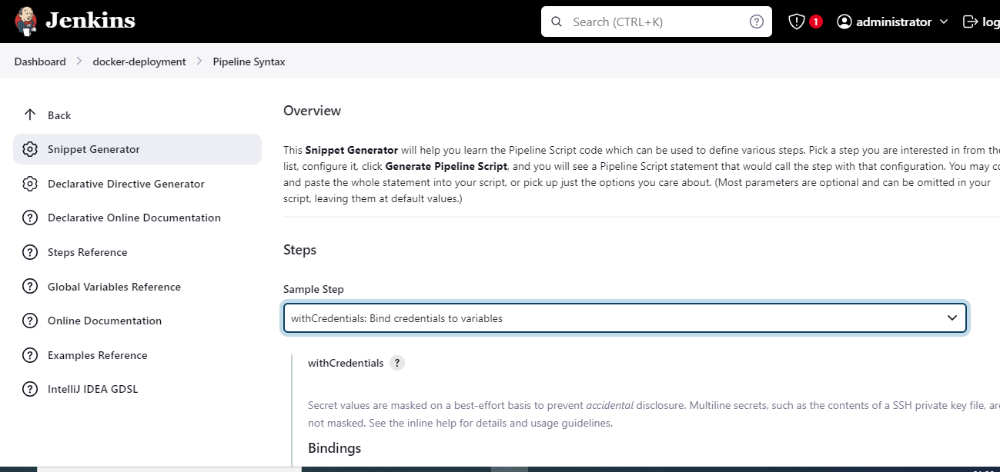 Jenkins
Search (CTRL+K)
?
1
administrator
log
Dashboard
docker-deployment
Pipeline Syntax
Back
Snippet Generator
Declarative Directive Generator
Declarative Online Documentation
Steps Reference
Global Variables Reference
Online Documentation
Examples Reference
IntelliJ IDEA GDSL
Overview
This Snippet Generator will help you learn the Pipeline Script code which can be used to define various steps. Pick a step you are interested in from the
list, configure it, click Generate Pipeline Script, and you will see a Pipeline Script statement that would call the step with that configuration. You may
and paste the whole statement into your script, or pick up just the options you care about. (Most parameters are optional and can be omitted in your
script, leaving them at default values.)
Steps
Sample Step
withCredentials: Bind credentials to variables
withCredentials ?
Secret values are masked on a best-effort basis to prevent accidental disclosure. Multiline secrets, such as the contents of a SSH private key file,
not masked. See the inline help for details and usage guidelines.
Bindings